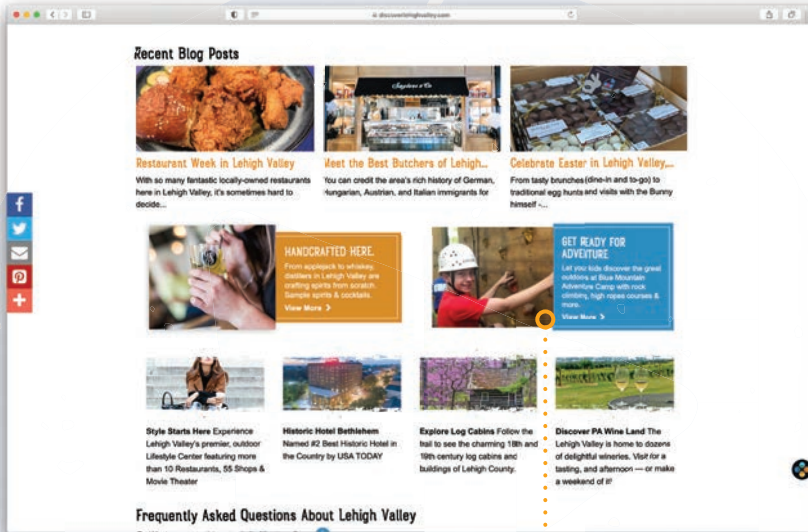 discoverlehighvalley.com
Recent Blog Posts
Restaurant Week in Lehigh Valley
With so many fantastic locally-owned restaurants
here in Lehigh Valley, it's sometimes hard to
decide...
Meet the Best Butchers of Lehigh...
You can credit the area's rich history of German,
Hungarian, Austrian, and Italian immigrants for
Celebrate Easter in Lehigh Valley,...
From tasty brunches (dine-in and to-go) to
traditional egg hunts and visits with the Bunny
himself -...
HANDCRAFTED HERE.
From applejack to whiskey,
distillers in Lehigh Valley are
crafting spirits from scratch.
Sample spirits & cocktails.
View More >
GET READY FOR
ADVENTURE
Let you kids discover the great
outdoors at Blue Mountain
Adventure Camp with rock
climbing, high ropes courses &
more.
View More >
Style Starts Here Experience
Lehigh Valley's premier, outdoor
Lifestyle Center featuring more
than 10 Restaurants, 55 Shops &
Movie Theater
Historic Hotel Bethlehem
Named #2 Best Historic Hotel in
the Country by USA TODAY
Explore Log Cabins Follow the
trail to see the charming 18th and
19th century log cabins and
buildings of Lehigh County.
Discover PA Wine Land The
Lehigh Valley is home to dozens
of delightful wineries. Visit for a
tasting, and afternoon — or make
a weekend of it!
Frequently Asked Questions About Lehigh Valley